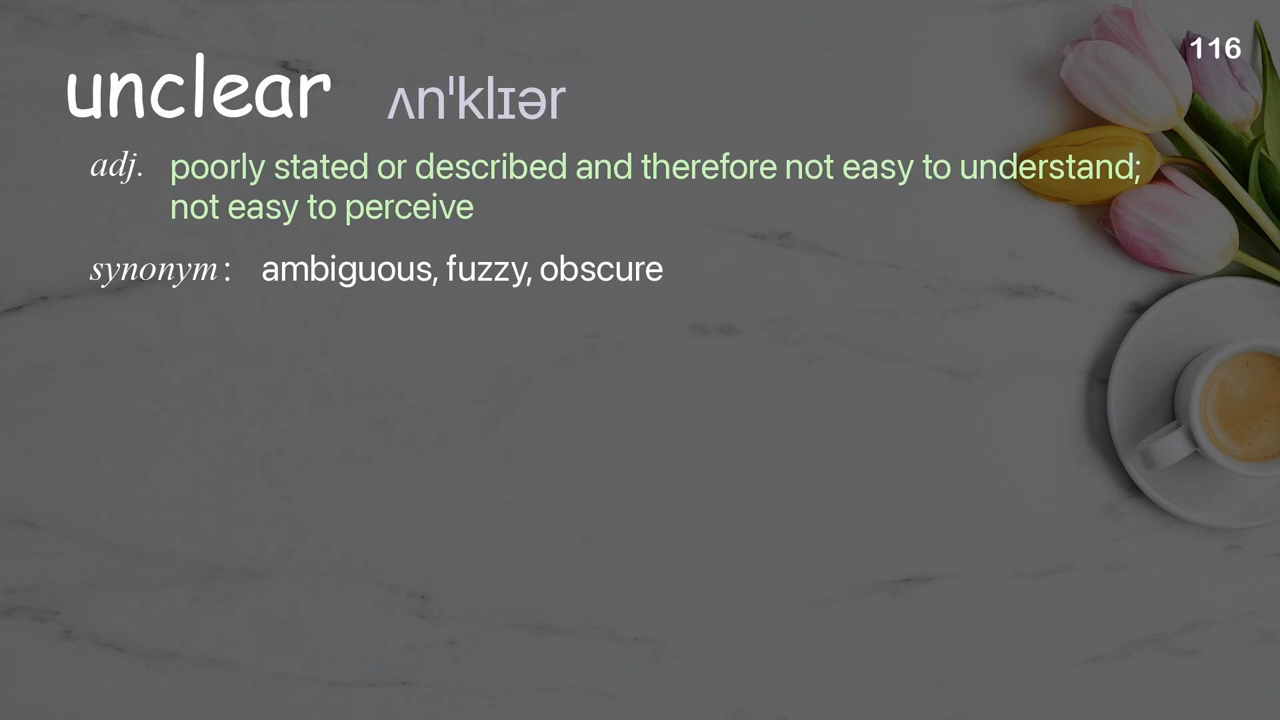 116
unclear ʌn'klɪər
adj. poorly stated or described and therefore not easy to understand;
not easy to perceive
synonym: ambiguous, fuzzy, obscure